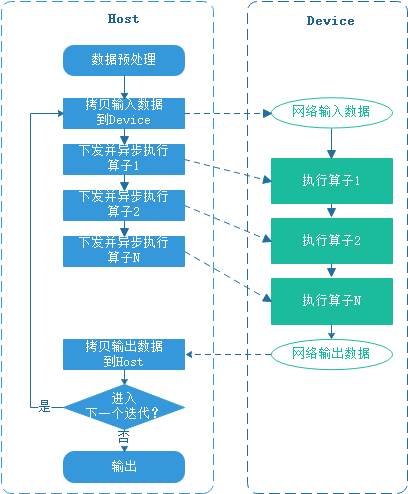 Host
数据预处理
拷贝输入数据
到Device
下发并异步执行
算子1
下发并异步执行
算子2
下发并异步执行
算子N
拷贝输出数据
到Host
进入
下一个迭代？
是
否
输出
Device
网络输入数据
执行算子1
执行算子2
执行算子N
网络输出数据